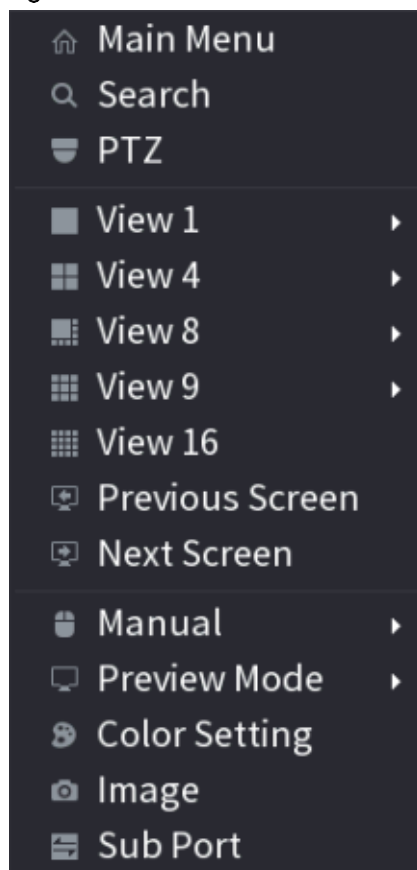 Main Menu
Search
PTZ
View 1
View 4
View 8
View 9
View 16
Previous Screen
Next Screen
Manual
Preview Mode
Color Setting
Image
Sub Port